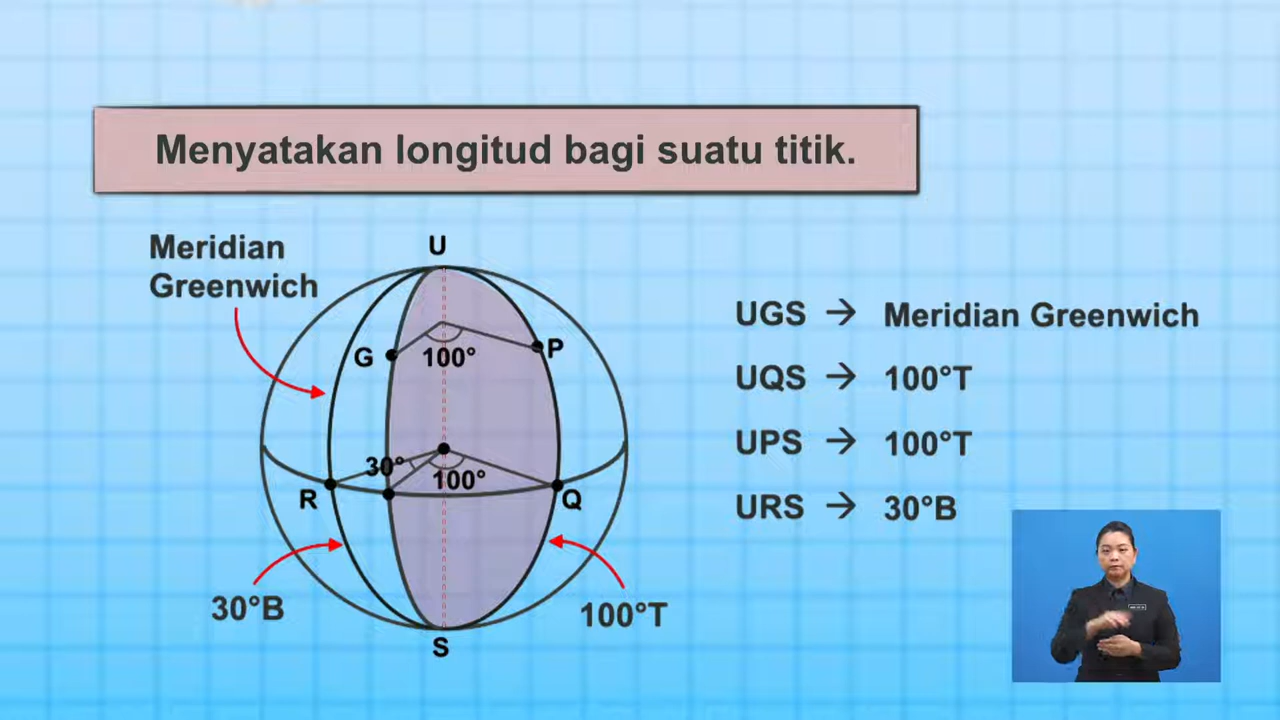 Menyatakan longitud bagi suatu titik.
Meridian
Greenwich
U
G
100°
P
30°
100°
R
Q
30°B
100°T
S
UGS → Meridian Greenwich
UQS → 100°T
UPS → 100°T
URS → 30°B